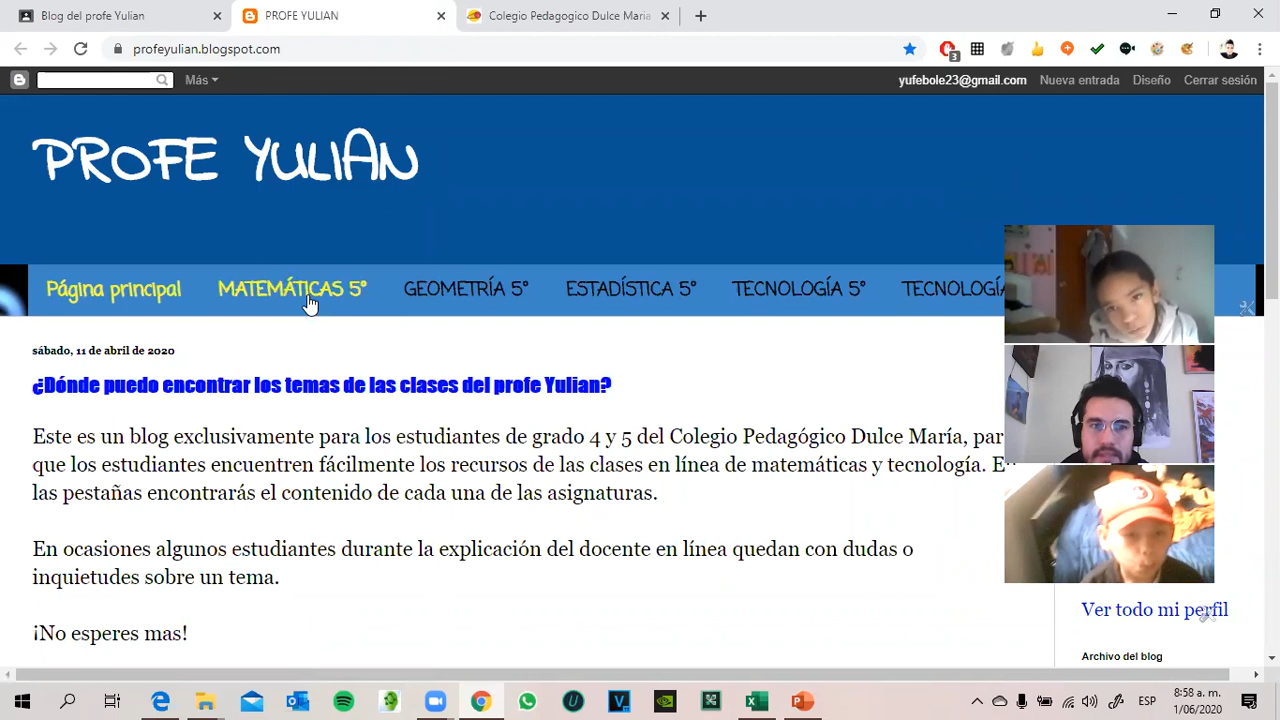 Blog del profe Yulian
PROFE YULIAN
Colegio Pedagogico Dulce Maria
profeyulian.blogspot.com
3
Más
yufebole23@gmail.com Nueva entrada Diseño Cerrar sesión
PROFE YULIAN
Página principal MATEMÁTICAS 5° GEOMETRÍA 5° ESTADÍSTICA 5° TECNOLOGÍA 5° TECNOLOGÍA
sábado, 11 de abril de 2020
¿Dónde puedo encontrar los temas de las clases del profe Yulian?
Este es un blog exclusivamente para los estudiantes de grado 4 y 5 del Colegio Pedagógico Dulce María, par
que los estudiantes encuentren fácilmente los recursos de las clases en línea de matemáticas y tecnología. E
las pestañas encontrarás el contenido de cada una de las asignaturas.
En ocasiones algunos estudiantes durante la explicación del docente en línea quedan con dudas o
inquietudes sobre un tema.
¡No esperes mas!
Ver todo mi perfil
Archivo del blog
ESP
8:58 a. m.
1/06/2020